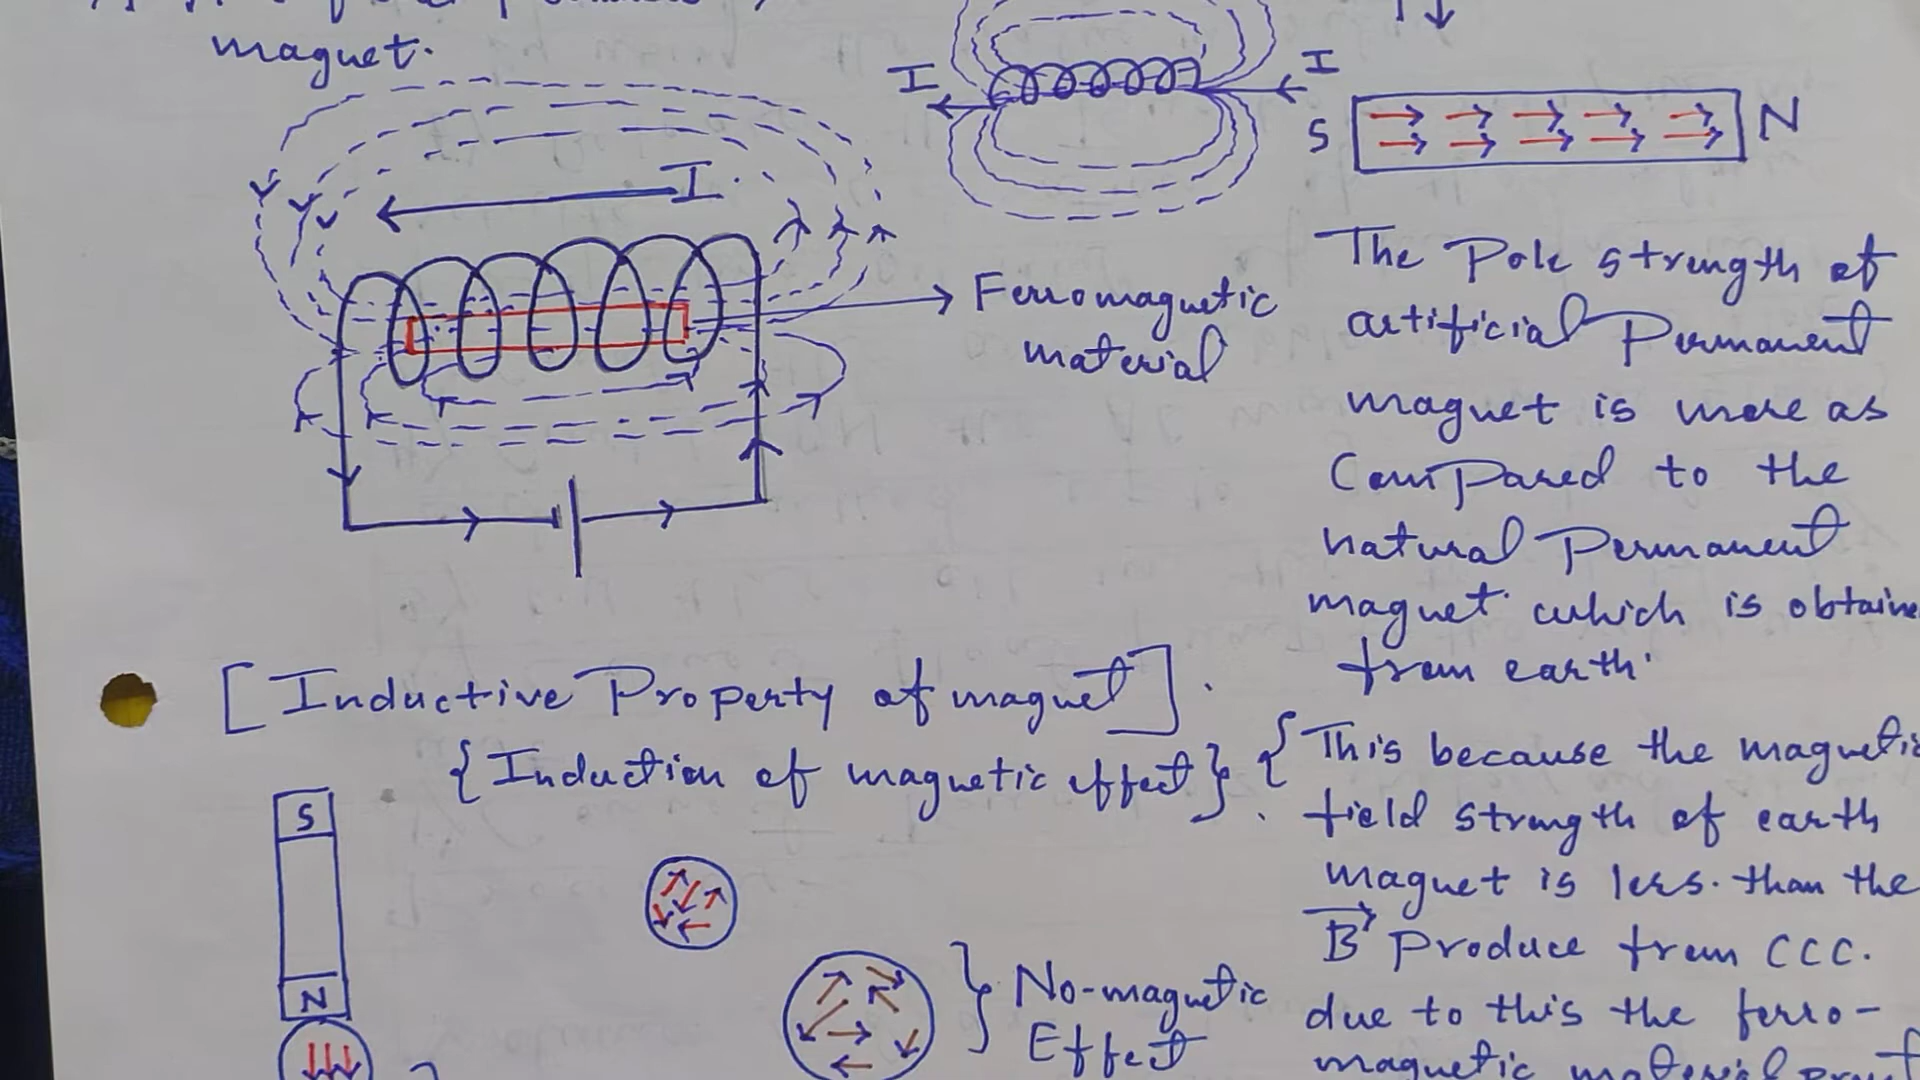 magnet.
I
I
S
N
I
Ferromagnetic
material
The Pole strength of
artificial Permanent
magnet is more as
Compared to the
natural Permanent
magnet which is obtaine
from earth.
[Inductive Property of magnet].
{Induction of magnetic effect}.
{This because the magnetic
field strength of earth
magnet is less. than the
B Produce from CCC.
due to this the ferro-
magnetic material
S
N
No-magnetic
Effect